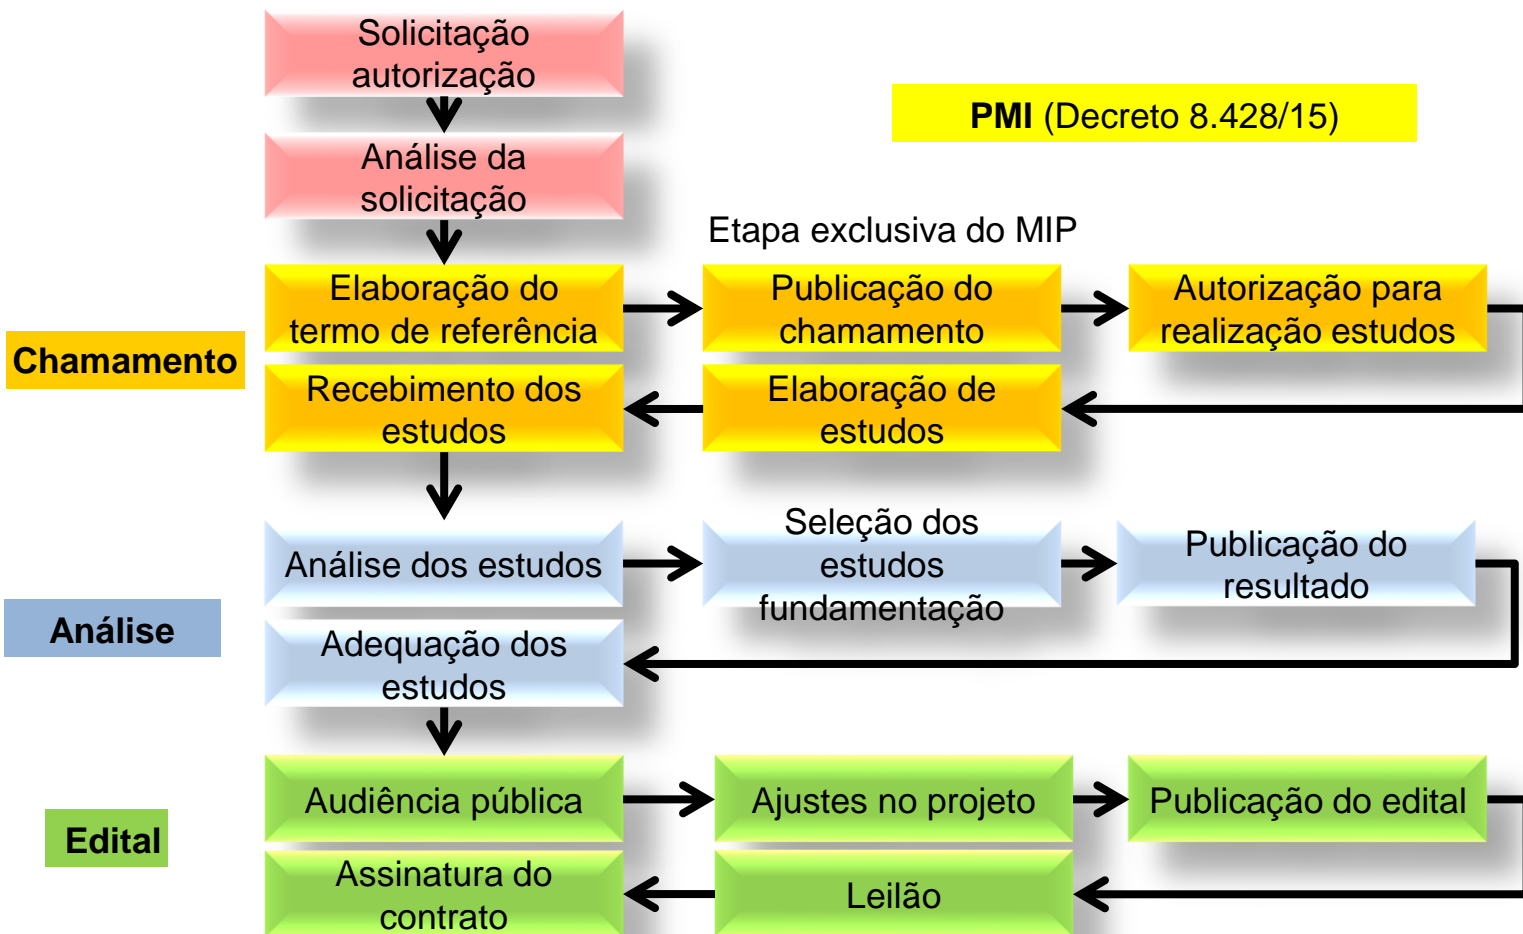 Solicitação
autorização
PMI (Decreto 8.428/15)
Análise da
solicitação
Etapa exclusiva do MIP
Chamamento
Elaboração do
termo de referência
Publicação do
chamamento
Autorização para
realização estudos
Recebimento dos
estudos
Elaboração de
estudos
Análise
Análise dos estudos
Seleção dos
estudos
fundamentação
Publicação do
resultado
Adequação dos
estudos
Edital
Audiência pública
Ajustes no projeto
Publicação do edital
Assinatura do
contrato
Leilão